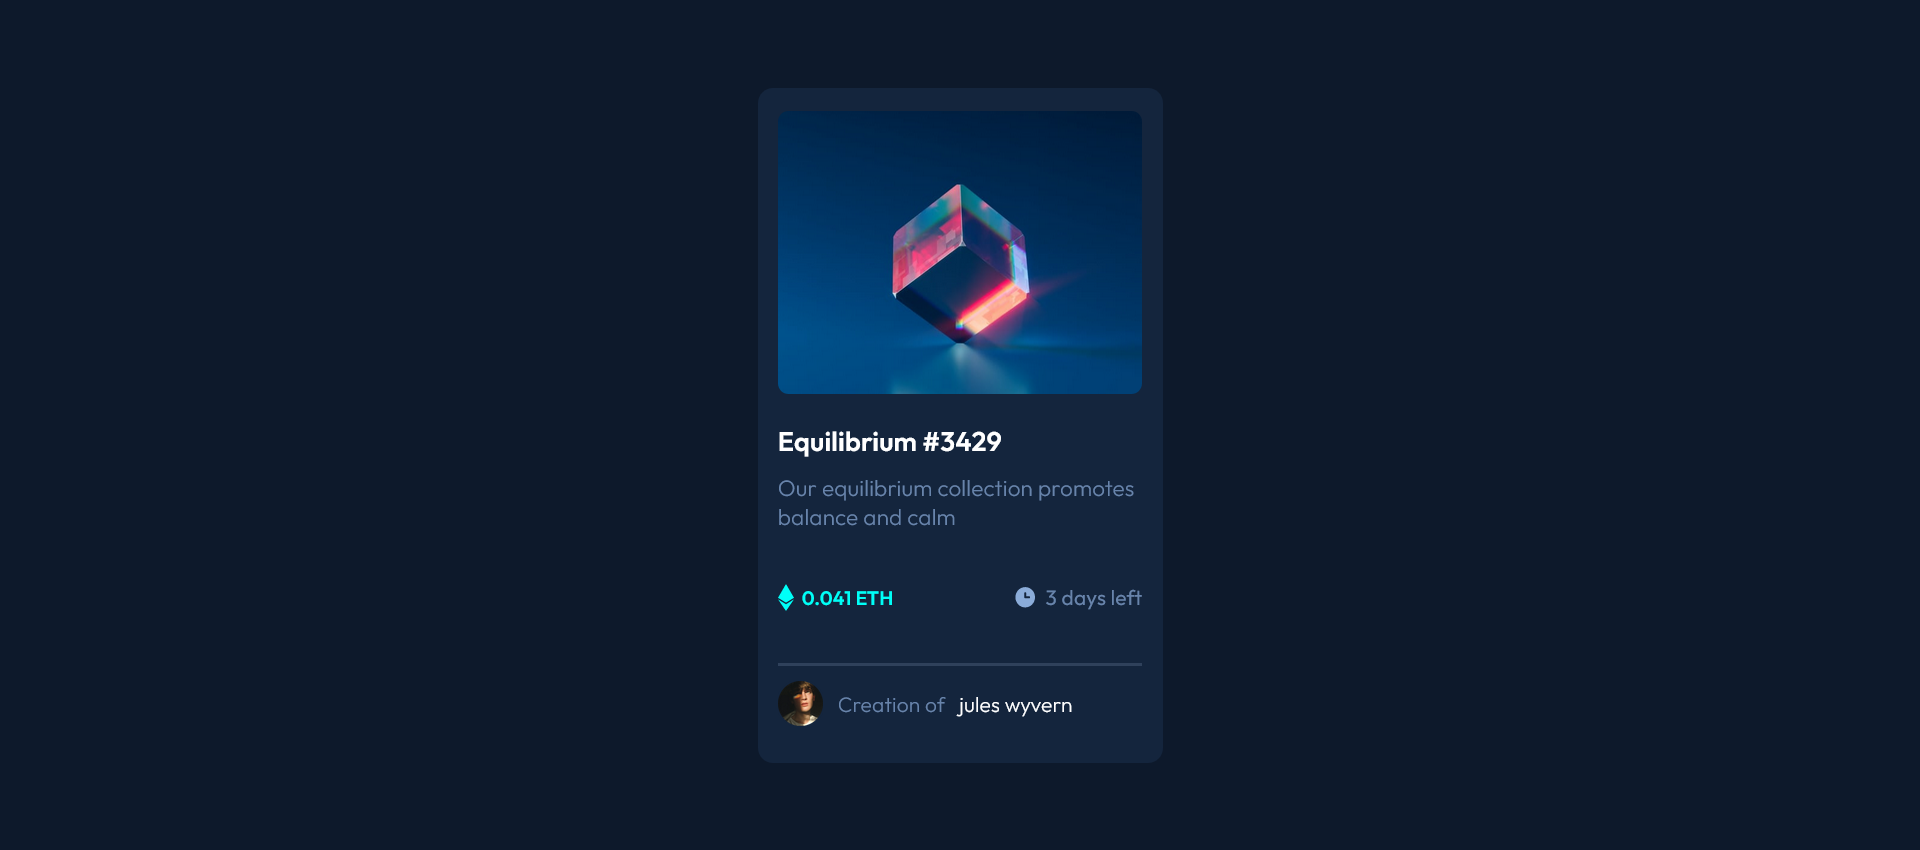 Equilibrium #3429
Our equilibrium collection promotes
balance and calm
0.041 ETH
3 days left
Creation of jules wyvern